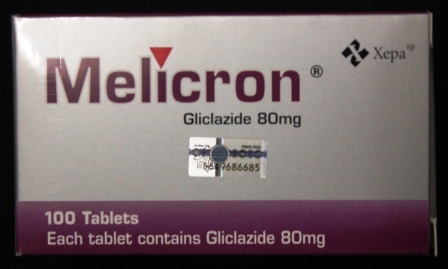 Melicron®
Gliclazide 80mg
Xepa
100 Tablets
Each tablet contains Gliclazide 80mg